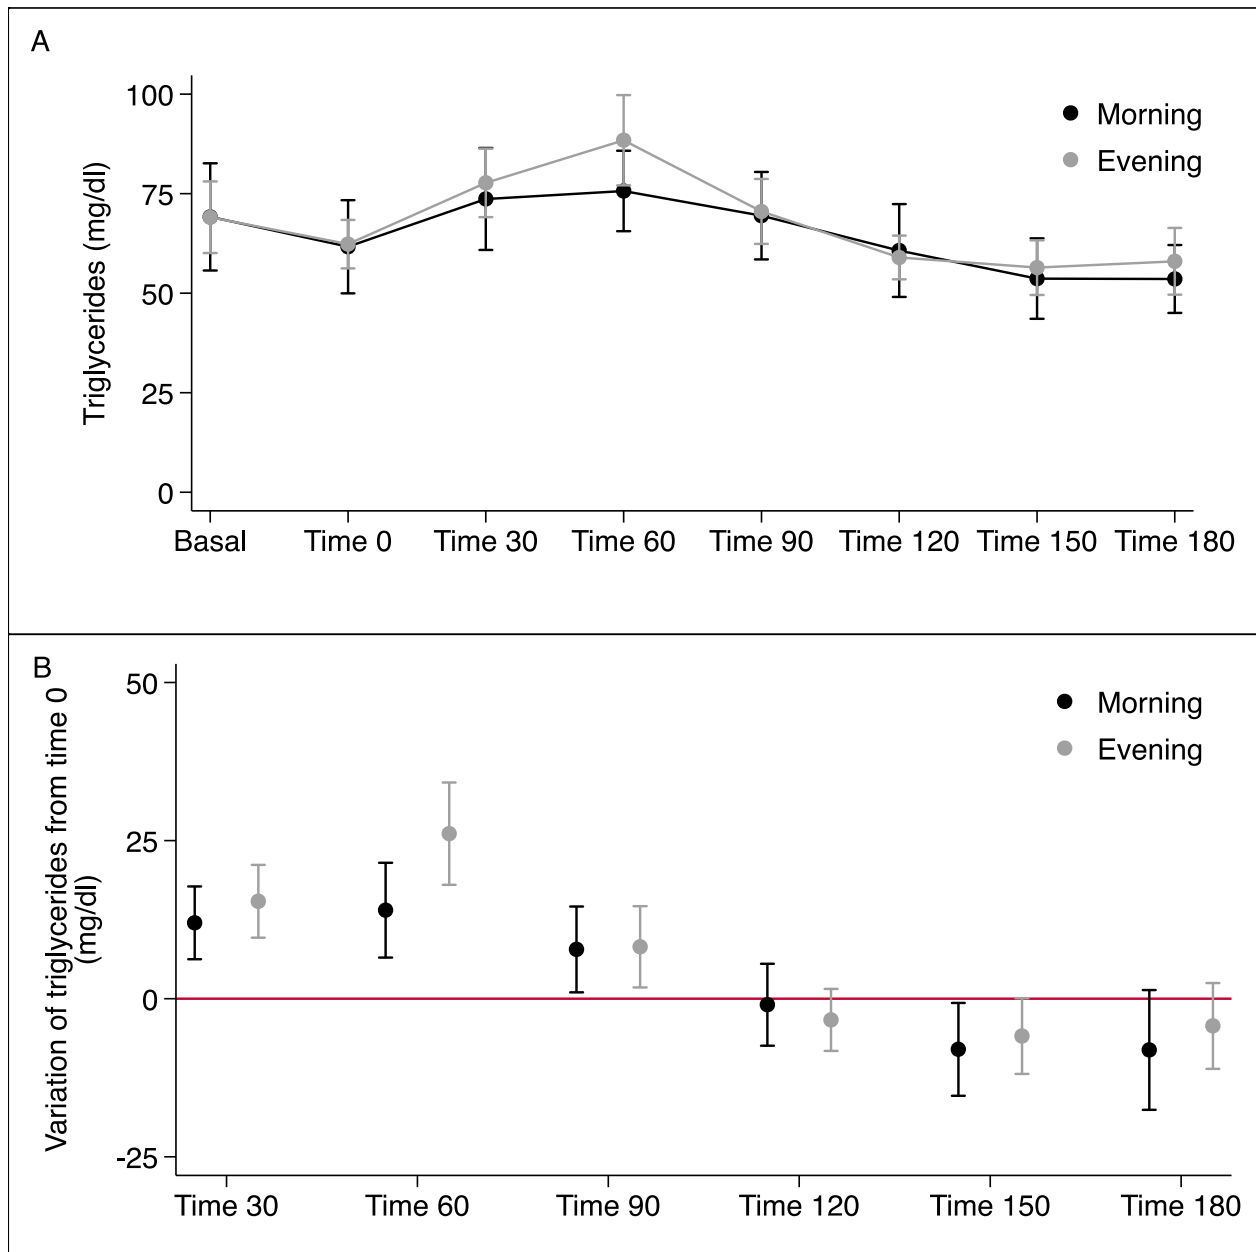 A
100
75
50
25
0
Triglycerides (mg/dl)
Morning
Evening
Basal Time 0 Time 30 Time 60 Time 90 Time 120 Time 150 Time 180
B
50
25
0
-25
Variation of triglycerides from time 0
(mg/dl)
Morning
Evening
Time 30 Time 60 Time 90 Time 120 Time 150 Time 180